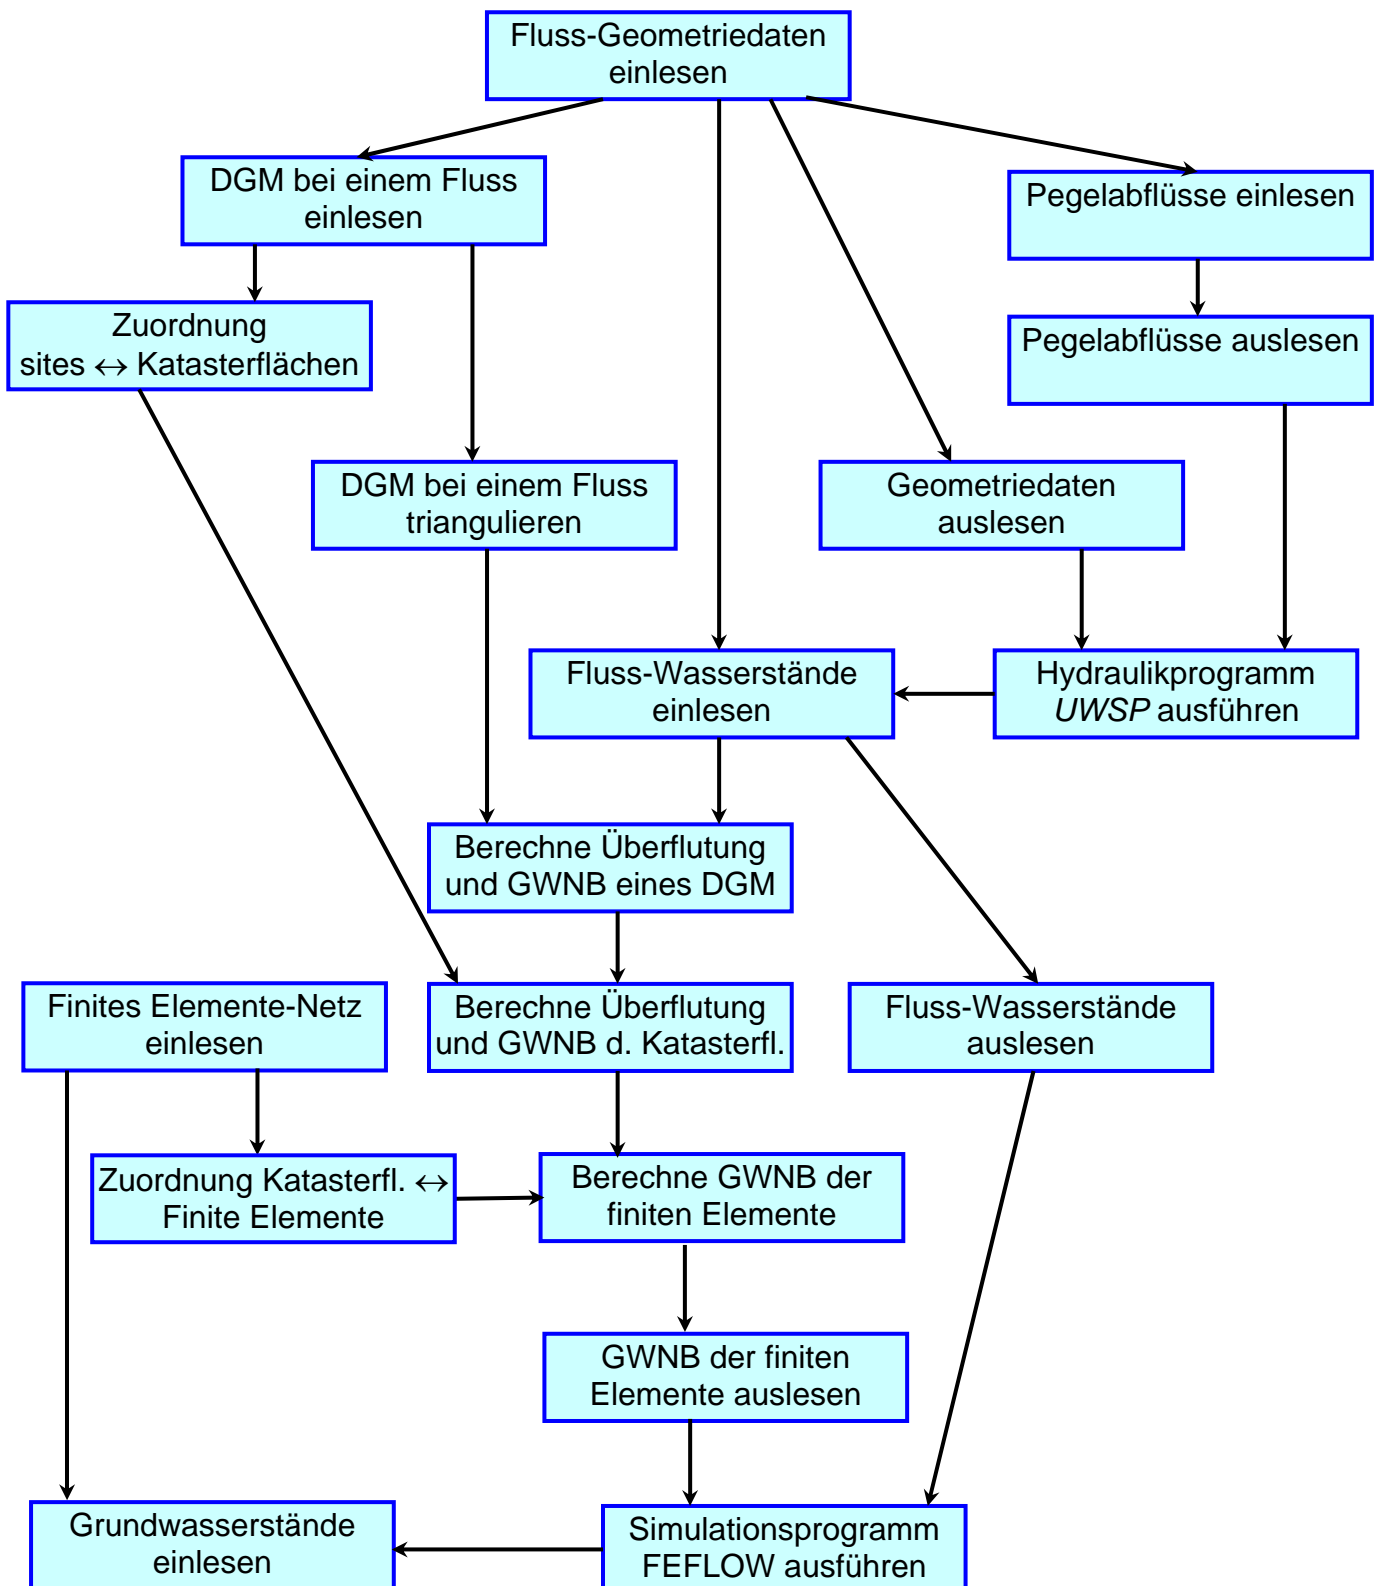 Fluss-Geometriedaten
einlesen
DGM bei einem Fluss
einlesen
Pegelabflüsse einlesen
Zuordnung
sites ↔ Katasterflächen
Pegelabflüsse auslesen
DGM bei einem Fluss
triangulieren
Geometriedaten
auslesen
Fluss-Wasserstände
einlesen
Hydraulikprogramm
UWSP ausführen
Berechne Überflutung
und GWNB eines DGM
Finites Elemente-Netz
einlesen
Berechne Überflutung
und GWNB d. Katasterfl.
Fluss-Wasserstände
auslesen
Zuordnung Katasterfl. ↔
Finite Elemente
Berechne GWNB der
finiten Elemente
GWNB der finiten
Elemente auslesen
Grundwasserstände
einlesen
Simulationsprogramm
FEFLOW ausführen